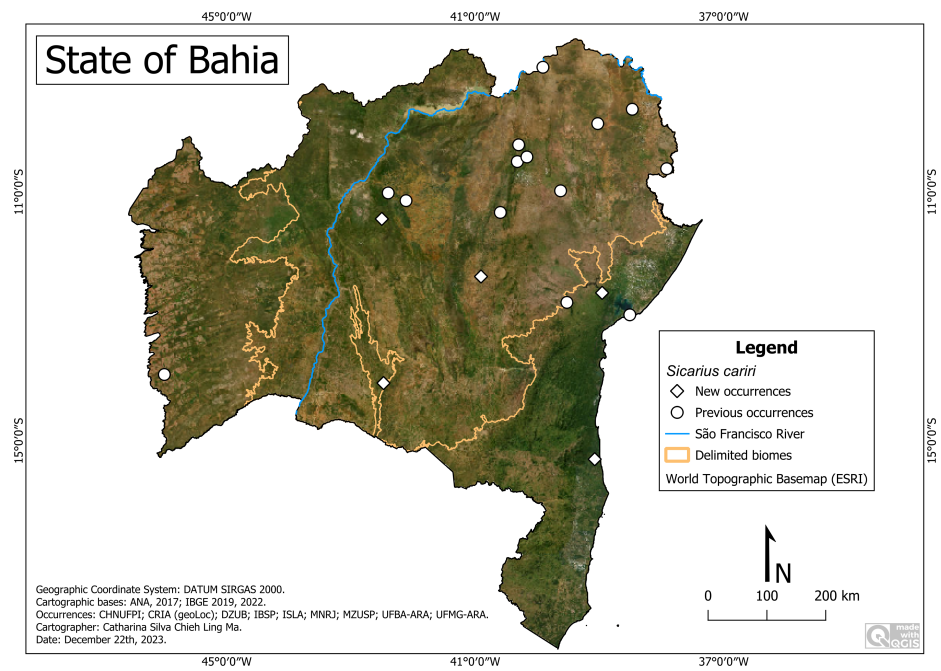 45°0'0"W 41°0'0"W 37°0'0"W
State of Bahia
11°0'0"S 11°0'0"S
Legend
Sicarius cariri
New occurrences
Previous occurrences
São Francisco River
Delimited biomes
World Topographic Basemap (ESRI)
15°0'0"S 15°0'0"S
N
0 100 200 km
Geographic Coordinate System: DATUM SIRGAS 2000.
Cartographic bases: ANA, 2017; IBGE 2019, 2022.
Occurrences: CHNUFPI; CRIA (geoLoc); DZUB; IBSP; ISLA; MNRJ; MZUSP; UFBA-ARA; UFMG-ARA.
Cartographer: Catharina Silva Chieh Ling Ma.
Date: December 22th, 2023.
made with QGIS
45°0'0"W 41°0'0"W 37°0'0"W